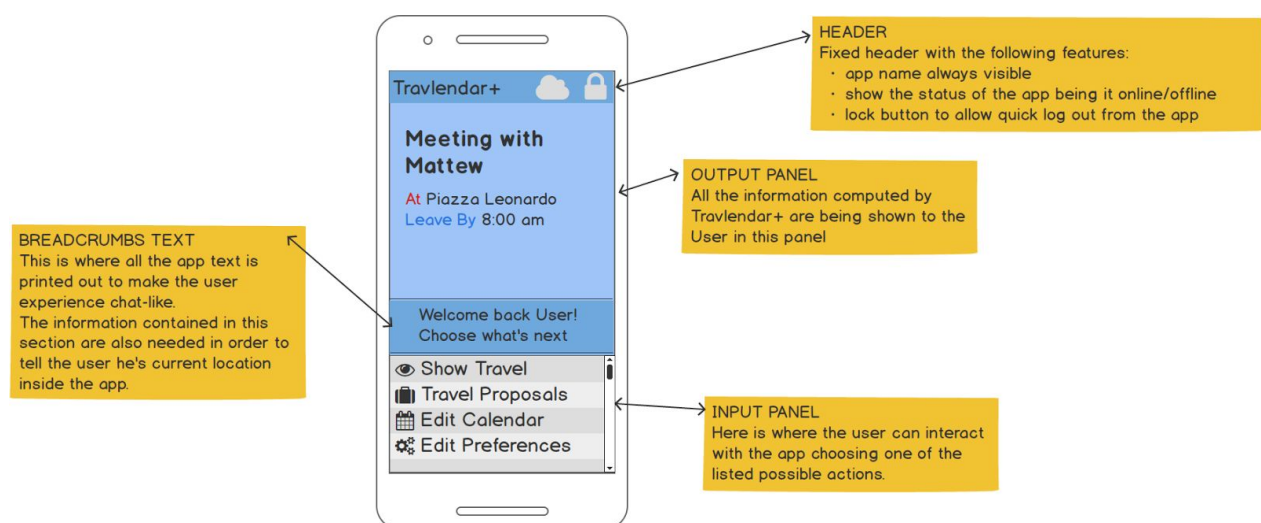 HEADER
Fixed header with the following features:
· app name always visible
· show the status of the app being it online/offline
· lock button to allow quick log out from the app
Travlendar+
Meeting with
Mattew
At Piazza Leonardo
Leave By 8:00 am
OUTPUT PANEL
All the information computed by
Travlendar+ are being shown to the
User in this panel
BREADCRUMBS TEXT
This is where all the app text is
printed out to make the user
experience chat-like.
The information contained in this
section are also needed in order to
tell the user he's current location
inside the app.
Welcome back User!
Choose what's next
Show Travel
Travel Proposals
Edit Calendar
Edit Preferences
INPUT PANEL
Here is where the user can interact
with the app choosing one of the
listed possible actions.